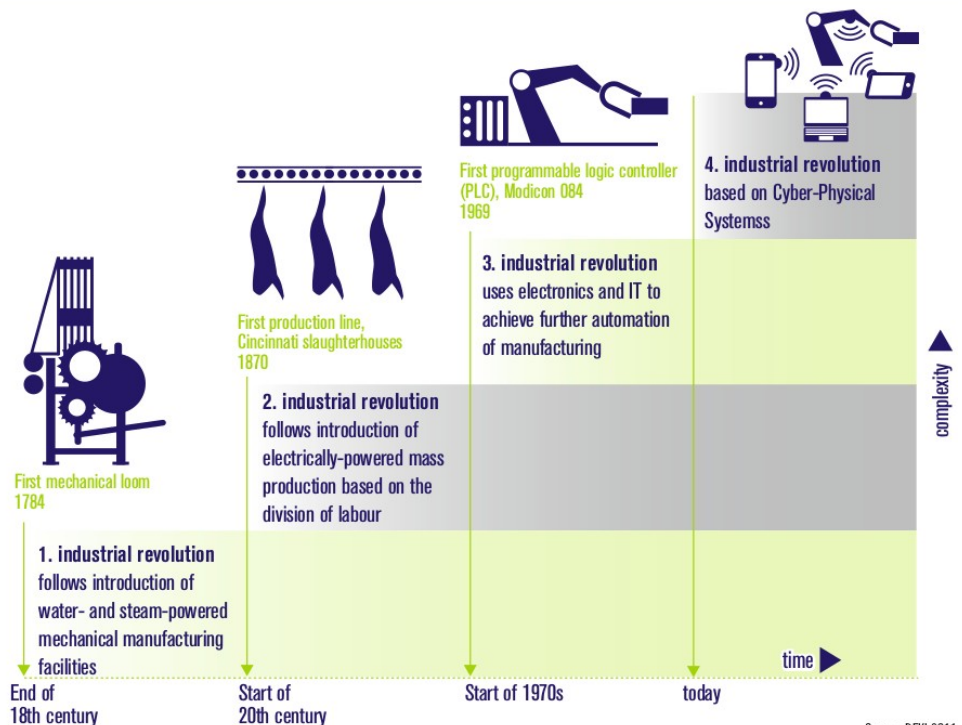 First programmable logic controller
(PLC), Modicon 084
1969
4. industrial revolution
based on Cyber-Physical
Systemss
3. industrial revolution
uses electronics and IT to
achieve further automation
of manufacturing
First production line,
Cincinnati slaughterhouses
1870
2. industrial revolution
follows introduction of
electrically-powered mass
production based on the
division of labour
First mechanical loom
1784
1. industrial revolution
follows introduction of
water- and steam-powered
mechanical manufacturing
facilities
complexity
time
End of
18th century
Start of
20th century
Start of 1970s
today